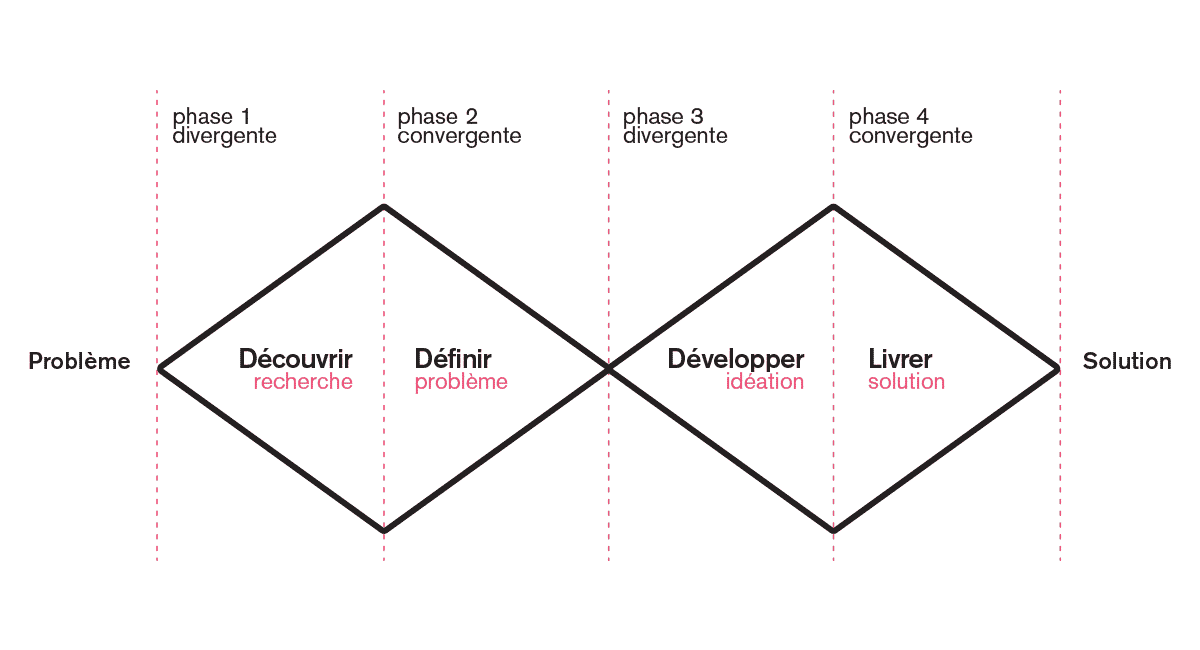 phase 1
divergente
phase 2
convergente
phase 3
divergente
phase 4
convergente
Problème
Découvrir
recherche
Définir
problème
Développer
idéation
Livrer
solution
Solution